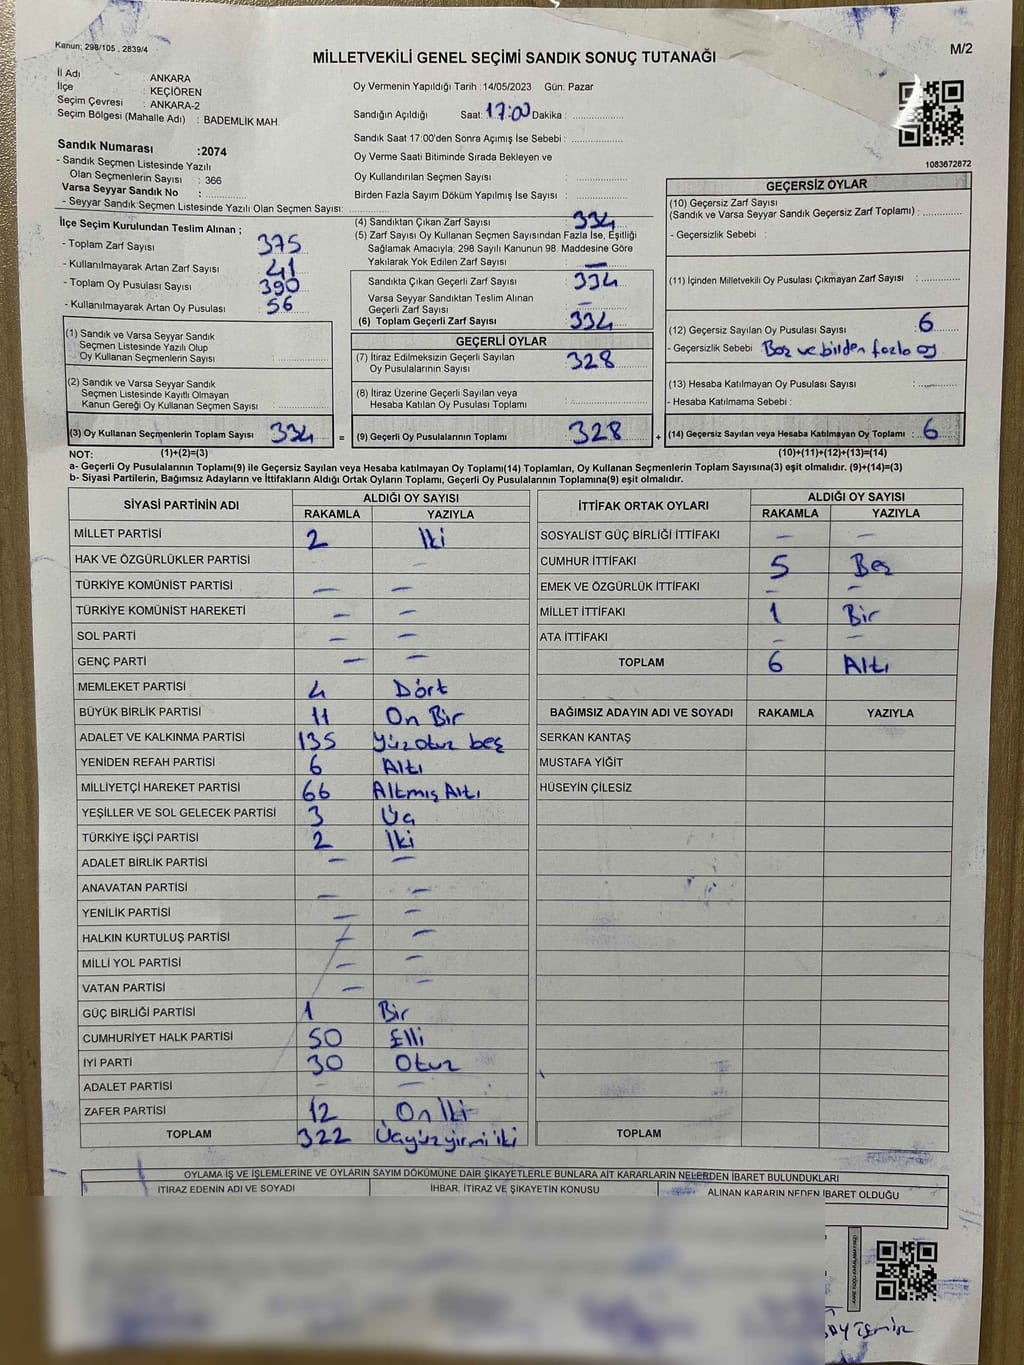 Kanun; 298/105 , 2839/4
MİLLETVEKİLİ GENEL SEÇİMİ SANDIK SONUÇ TUTANAĞI
M/2
İl Adı : ANKARA
İlçe : KEÇİÖREN
Seçim Çevresi : ANKARA-2
Seçim Bölgesi (Mahalle Adı) : BADEMLİK MAH.
Oy Vermenin Yapıldığı Tarih : 14/05/2023 Gün: Pazar
Sandığın Açıldığı Saat: 17:00 Dakika :
Sandık Saat 17:00'den Sonra Açımış İse Sebebi :
Oy Verme Saati Bitiminde Sırada Bekleyen ve
Oy Kullandırılan Seçmen Sayısı :
Birden Fazla Sayım Döküm Yapılmış İse Sayısı :
1083672872
Sandık Numarası :2074
- Sandık Seçmen Listesinde Yazılı
Olan Seçmenlerin Sayısı : 366
Varsa Seyyar Sandık No :
- Seyyar Sandık Seçmen Listesinde Yazılı Olan Seçmen Sayısı:
İlçe Seçim Kurulundan Teslim Alınan ;
- Toplam Zarf Sayısı 375
- Kullanılmayarak Artan Zarf Sayısı 41
- Toplam Oy Pusulası Sayısı 390
- Kullanılmayarak Artan Oy Pusulası 56
(4) Sandıktan Çıkan Zarf Sayısı 334
(5) Zarf Sayısı Oy Kullanan Seçmen Sayısından Fazla İse, Eşitliği
Sağlamak Amacıyla, 298 Sayılı Kanunun 98. Maddesine Göre
Yakılarak Yok Edilen Zarf Sayısı : —
Sandıkta Çıkan Geçerli Zarf Sayısı : 334
Varsa Seyyar Sandıktan Teslim Alınan
Geçerli Zarf Sayısı : —
(6) Toplam Geçerli Zarf Sayısı 334
GEÇERSİZ OYLAR
(10) Geçersiz Zarf Sayısı
(Sandık ve Varsa Seyyar Sandık Geçersiz Zarf Toplamı) :
- Geçersizlik Sebebi :
(11) İçinden Milletvekili Oy Pusulası Çıkmayan Zarf Sayısı :
(12) Geçersiz Sayılan Oy Pusulası Sayısı : 6
- Geçersizlik Sebebi Boş ve birden fazla oy
(13) Hesaba Katılmayan Oy Pusulası Sayısı :
- Hesaba Katılmama Sebebi :
(1) Sandık ve Varsa Seyyar Sandık
Seçmen Listesinde Yazılı Olup
Oy Kullanan Seçmenlerin Sayısı :
(2) Sandık ve Varsa Seyyar Sandık
Seçmen Listesinde Kayıtlı Olmayan
Kanun Gereği Oy Kullanan Seçmen Sayısı :
GEÇERLİ OYLAR
(7) İtiraz Edilmeksizin Geçerli Sayılan
Oy Pusulalarının Sayısı : 328
(8) İtiraz Üzerine Geçerli Sayılan veya
Hesaba Katılan Oy Pusulası Toplamı :
(3) Oy Kullanan Seçmenlerin Toplam Sayısı 334 = (9) Geçerli Oy Pusulalarının Toplamı 328 + (14) Geçersiz Sayılan veya Hesaba Katılmayan Oy Toplamı : 6
NOT: (1)+(2)=(3) (10)+(11)+(12)+(13)=(14)
a- Geçerli Oy Pusulalarının Toplamı(9) ile Geçersiz Sayılan veya Hesaba katılmayan Oy Toplamı(14) Toplamları, Oy Kullanan Seçmenlerin Toplam Sayısına(3) eşit olmalıdır. (9)+(14)=(3)
b- Siyasi Partilerin, Bağımsız Adayların ve İttifakların Aldığı Ortak Oyların Toplamı, Geçerli Oy Pusulalarının Toplamına(9) eşit olmalıdır.
SİYASİ PARTİNİN ADI ALDIĞI OY SAYISI
RAKAMLA YAZIYLA
MİLLET PARTİSİ 2 İki
HAK VE ÖZGÜRLÜKLER PARTİSİ —
TÜRKİYE KOMÜNİST PARTİSİ — —
TÜRKİYE KOMÜNİST HAREKETİ — —
SOL PARTİ — —
GENÇ PARTİ — —
MEMLEKET PARTİSİ 4 Dört
BÜYÜK BİRLİK PARTİSİ 11 On Bir
ADALET VE KALKINMA PARTİSİ 135 Yüz otuz beş
YENİDEN REFAH PARTİSİ 6 Altı
MİLLİYETÇİ HAREKET PARTİSİ 66 Altmış Altı
YEŞİLLER VE SOL GELECEK PARTİSİ 3 Üç
TÜRKİYE İŞÇİ PARTİSİ 2 İki
ADALET BİRLİK PARTİSİ — —
ANAVATAN PARTİSİ — —
YENİLİK PARTİSİ — —
HALKIN KURTULUŞ PARTİSİ — —
MİLLİ YOL PARTİSİ — —
VATAN PARTİSİ — —
GÜÇ BİRLİĞİ PARTİSİ 1 Bir
CUMHURİYET HALK PARTİSİ 50 Elli
İYİ PARTİ 30 Otuz
ADALET PARTİSİ — —
ZAFER PARTİSİ 12 On İki
TOPLAM 322 Üçyüzyirmi iki
İTTİFAK ORTAK OYLARI ALDIĞI OY SAYISI
RAKAMLA YAZIYLA
SOSYALİST GÜÇ BİRLİĞİ İTTİFAKI — —
CUMHUR İTTİFAKI 5 Beş
EMEK VE ÖZGÜRLÜK İTTİFAKI — —
MİLLET İTTİFAKI 1 Bir
ATA İTTİFAKI — —
TOPLAM 6 Altı
BAĞIMSIZ ADAYIN ADI VE SOYADI RAKAMLA YAZIYLA
SERKAN KANTAŞ
MUSTAFA YİĞİT
HÜSEYİN ÇİLESİZ
TOPLAM
OYLAMA İŞ VE İŞLEMLERİNE VE OYLARIN SAYIM DÖKÜMÜNE DAİR ŞİKAYETLERLE BUNLARA AİT KARARLARIN NELERDEN İBARET BULUNDUKLARI
İTİRAZ EDENİN ADI VE SOYADI İHBAR, İTİRAZ VE ŞİKAYETİN KONUSU ALINAN KARARIN NEDEN İBARET OLDUĞU